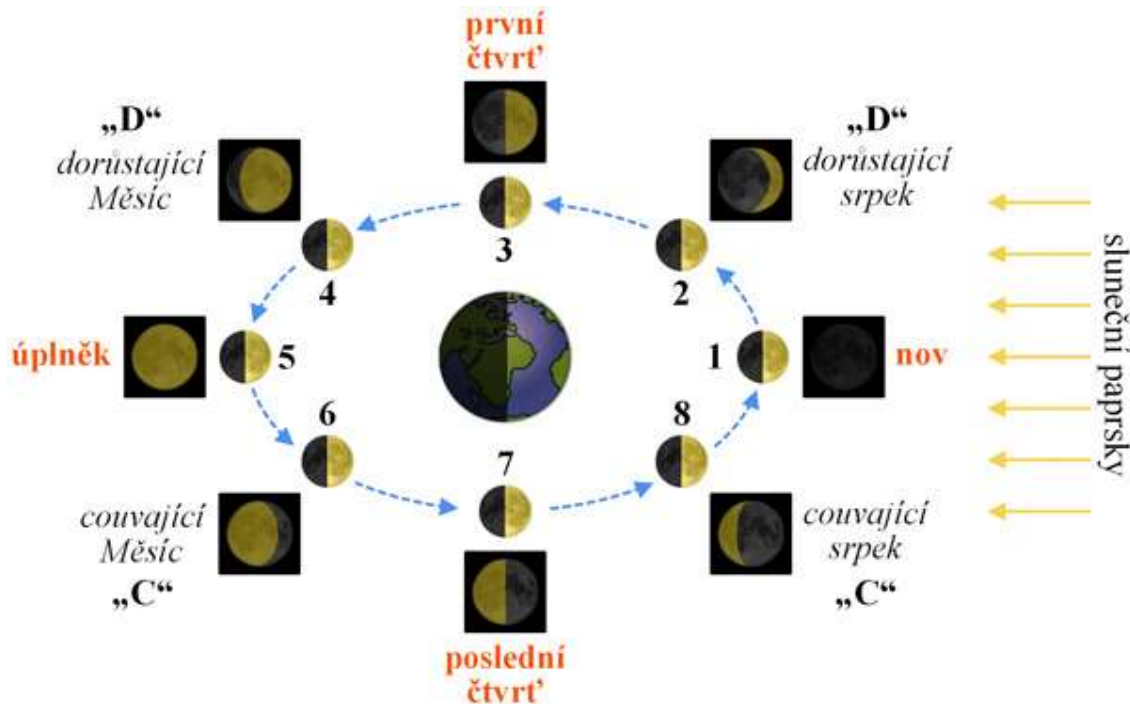 první
čtvrť
„D“
dorůstající
Měsíc
„D“
dorůstající
srpek
3
4
2
sluneční paprsky
úplněk
5
1
nov
6
8
7
couvající
Měsíc
„C“
couvající
srpek
„C“
poslední
čtvrť